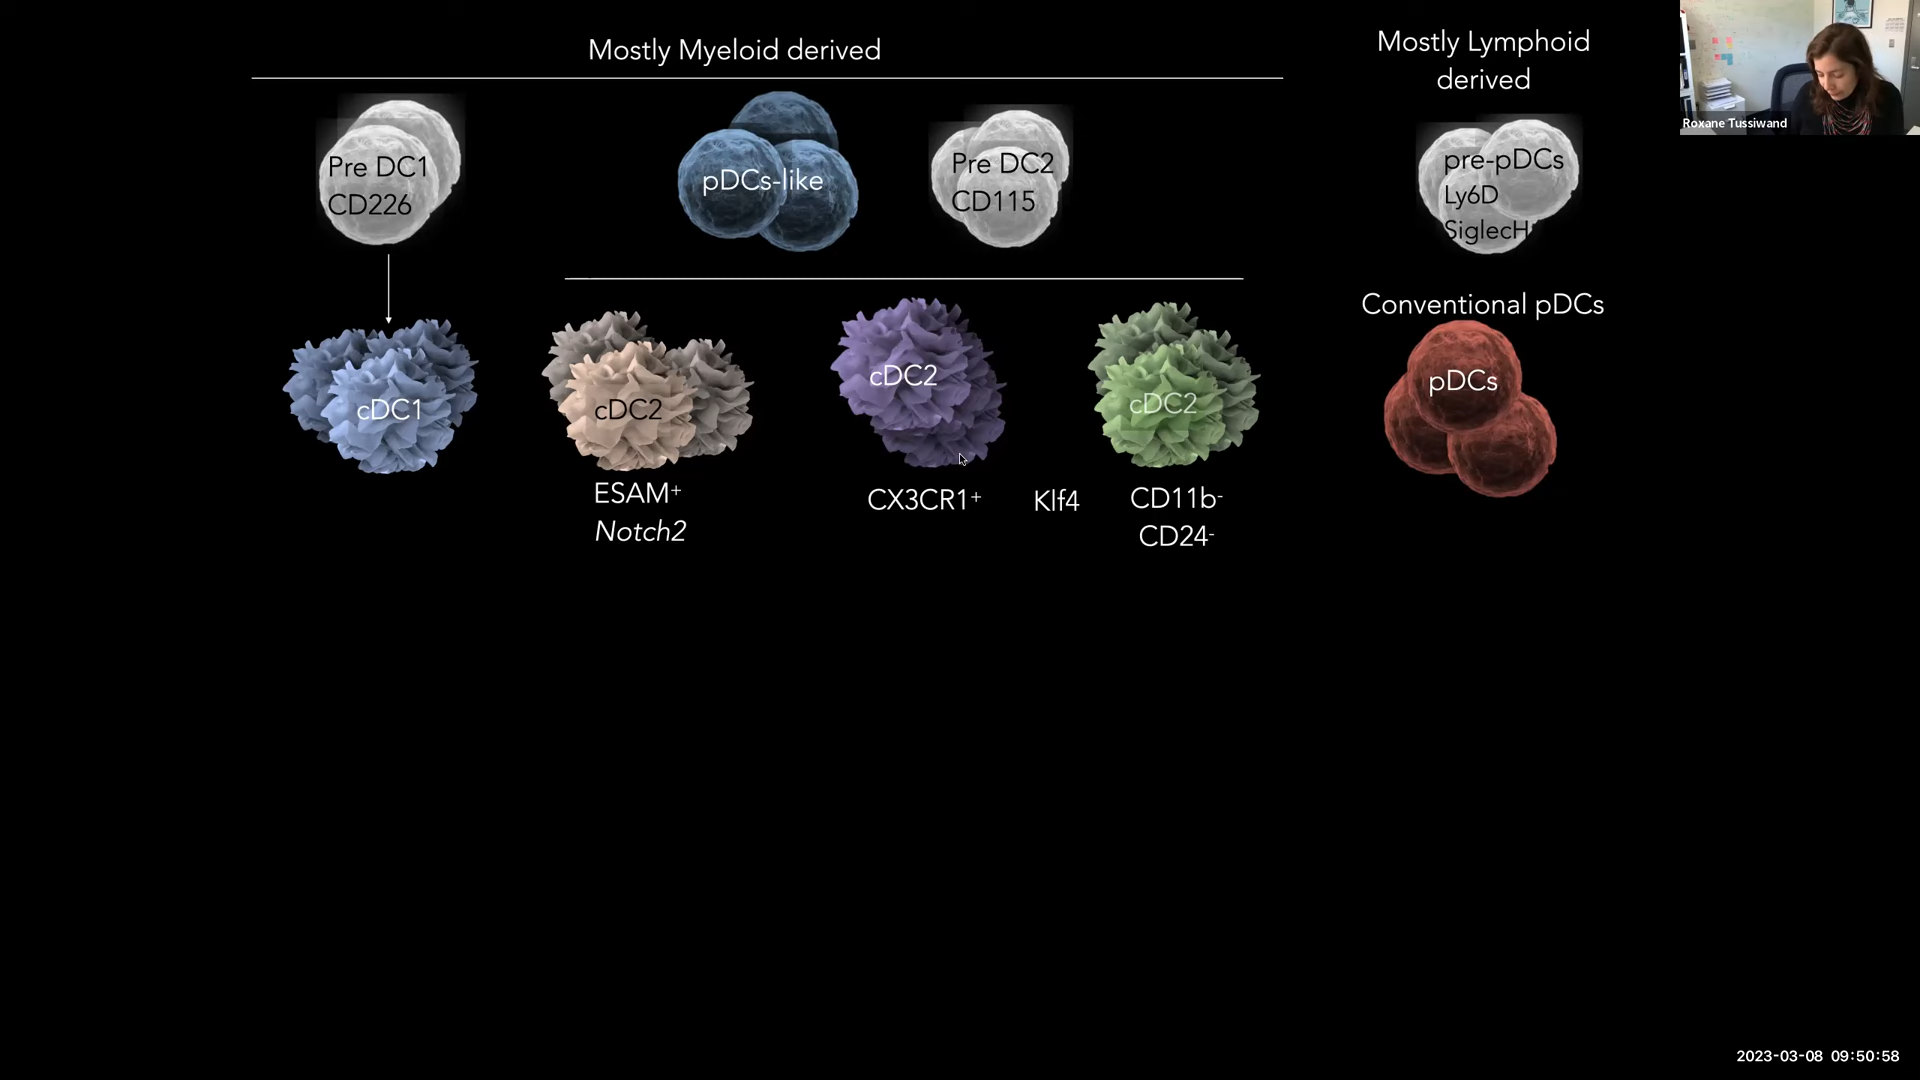 Mostly Myeloid derived
Mostly Lymphoid
derived
Roxane Tussiwand
Pre DC1
CD226
pDCs-like
Pre DC2
CD115
pre-pDCs
Ly6D
SiglecH
Conventional pDCs
cDC1
cDC2
cDC2
cDC2
pDCs
ESAM⁺
Notch2
CX3CR1⁺
Klf4
CD11b⁻
CD24⁻
2023-03-08 09:50:58